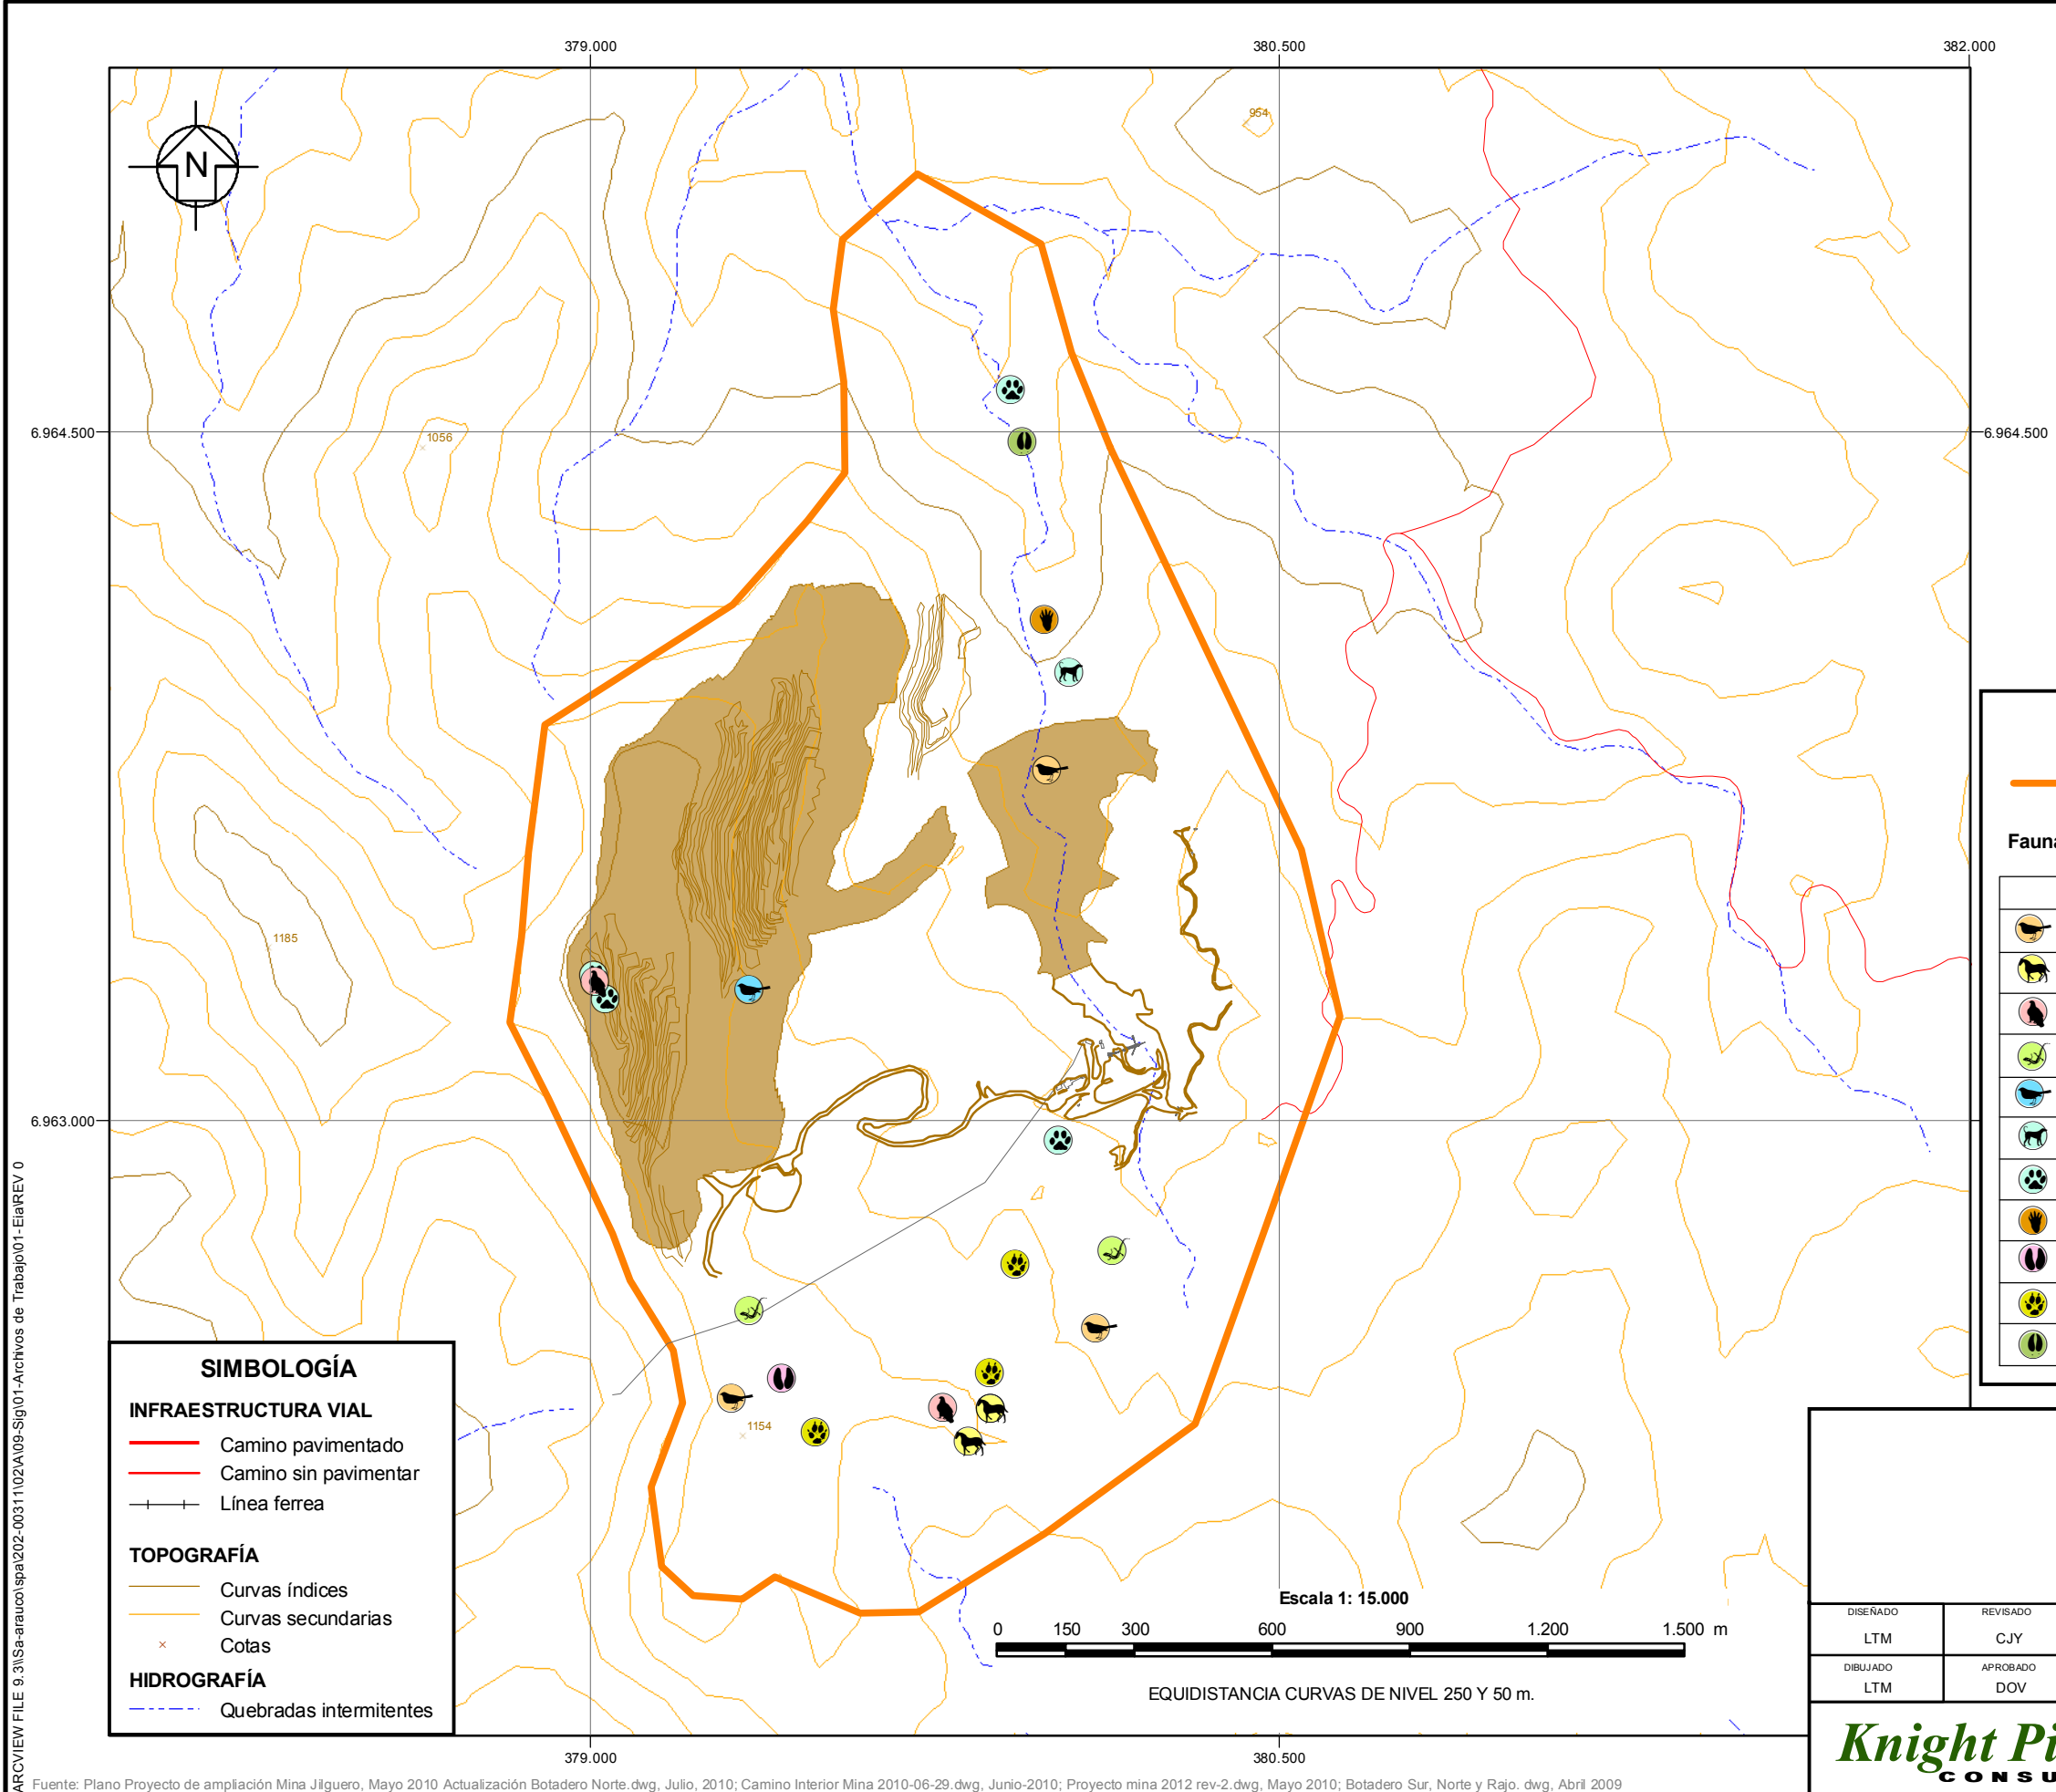 379.000
380.500
382.000
954
N
6.964.500
6.964.500
1056
1185
6.963.000
1154
Fauna
SIMBOLOGÍA
INFRAESTRUCTURA VIAL
Camino pavimentado
Camino sin pavimentar
Línea ferrea
TOPOGRAFÍA
Curvas índices
Curvas secundarias
Cotas
HIDROGRAFÍA
Quebradas intermitentes
Escala 1: 15.000
0 150 300 600 900 1.200 1.500 m
EQUIDISTANCIA CURVAS DE NIVEL 250 Y 50 m.
DISEÑADO
LTM
REVISADO
CJY
DIBUJADO
LTM
APROBADO
DOV
Knight Pi
CONSU
379.000
380.500
ARCVIEW FILE 9.3\\Sa-arauco\spa\202-00311\02\A\09-Sig\01-Archivos de Trabajo\01-Eia\REV 0
Fuente: Plano Proyecto de ampliación Mina Jilguero, Mayo 2010 Actualización Botadero Norte.dwg, Julio, 2010; Camino Interior Mina 2010-06-29.dwg, Junio-2010; Proyecto mina 2012 rev-2.dwg, Mayo 2010; Botadero Sur, Norte y Rajo. dwg, Abril 2009